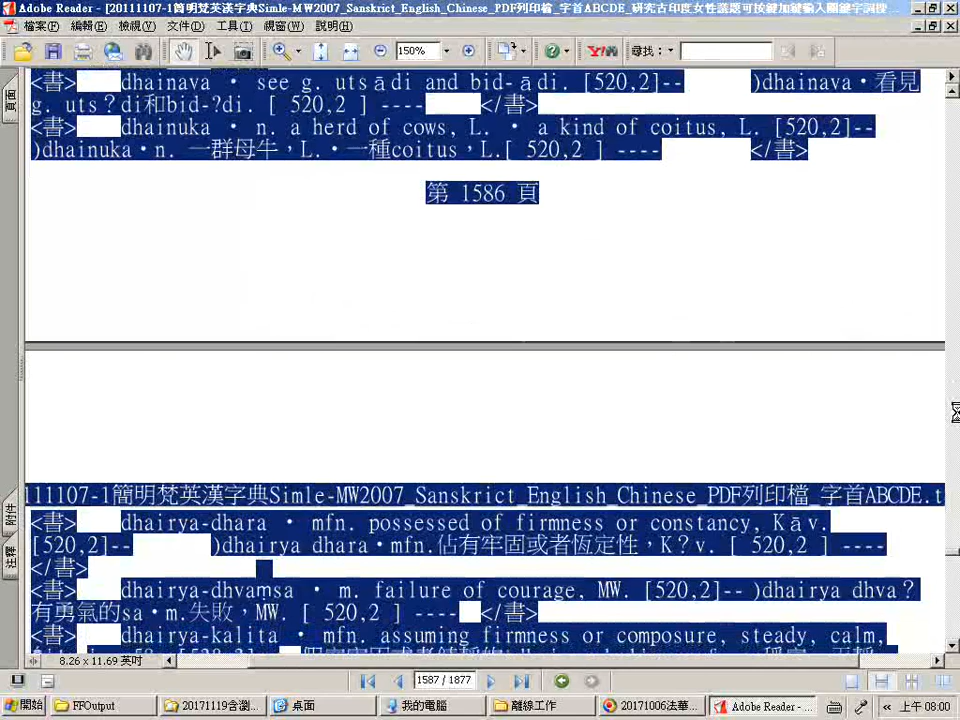 Adobe Reader - [20111107-1簡明梵英漢字典Simle-MW2007_Sanskrict_English_Chinese_PDF列印檔_字首ABCDE_研究古印度女性議題可按鍵加鍵輸入關鍵字詞搜
檔案(F) 編輯(E) 檢視(V) 文件(D) 工具(T) 視窗(W) 說明(H)
150% Y! 尋找：
頁面
<書> dhainava · see g. utsādi and bid-ādi. [520,2]-- )dhainava·看見
g. uts？di和bid-?di. [ 520,2 ] ---- </書>
<書> dhainuka · n. a herd of cows, L. · a kind of coitus, L. [520,2]--
)dhainuka·n. 一群母牛，L.·一種coitus，L.[ 520,2 ] ---- </書>
第 1586 頁
111107-1簡明梵英漢字典Simle-MW2007_Sanskrict_English_Chinese_PDF列印檔_字首ABCDE.t
附件
<書> dhairya-dhara · mfn. possessed of firmness or constancy, Kāv.
[520,2]-- )dhairya dhara·mfn.佔有牢固或者恆定性，K？v. [ 520,2 ] ----
注釋
</書>
<書> dhairya-dhvamsa · m. failure of courage, MW. [520,2]-- )dhairya dhva？
有勇氣的sa·m.失敗，MW. [ 520,2 ] ---- </書>
<書> dhairya-kalita · mfn. assuming firmness or composure, steady, calm,
8.26 x 11.69 英吋
1587 / 1877
開始 FFOutput 20171119含瀏... 桌面 我的電腦 離線工作 20171006法華... Adobe Reader - [... 上午 08:00